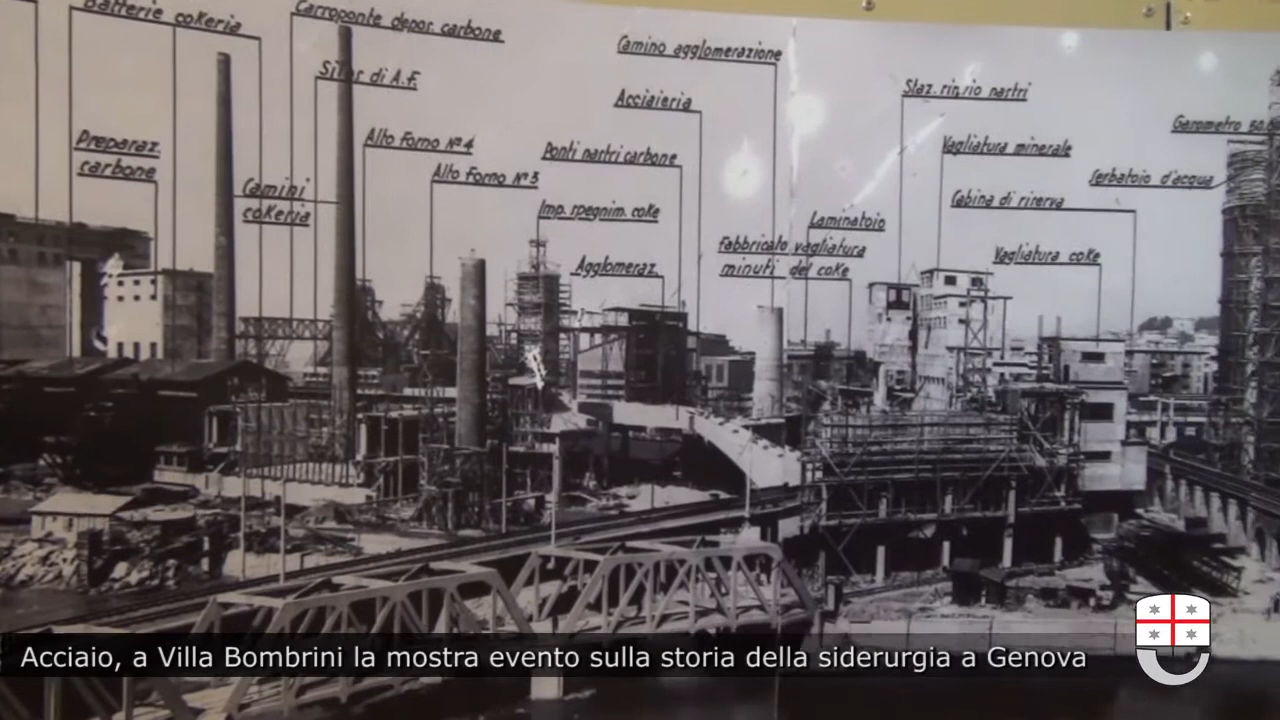 Batterie cokeria
Carroponte depor. carbone
Camino agglomerazione
Silos di A.F.
Acciaieria
Staz. rinvio nastri
Preparaz.
carbone
Alto Forno N° 4
Alto Forno N° 3
Ponti nastri carbone
Vagliatura minerale
Gasometro
Serbatoio d'acqua
Camini
cokeria
Imp. spegnim. coke
Laminatoio
Cabina di riserva
Agglomeraz.
Fabbricato vagliatura
minuti del coke
Vagliatura coke
Acciaio, a Villa Bombrini la mostra evento sulla storia della siderurgia a Genova